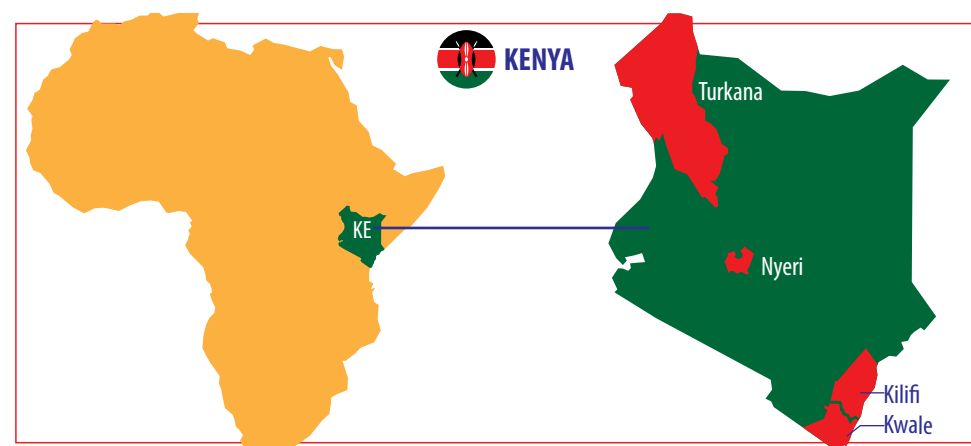 KENYA
Turkana
KE
Nyeri
Kilifi
Kwale